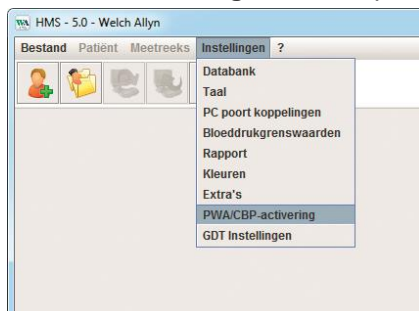 WA HMS - 5.0 - Welch Allyn
Bestand Patiënt Meetreeks Instellingen ?
Databank
Taal
PC poort koppelingen
Bloeddrukgrenswaarden
Rapport
Kleuren
Extra's
PWA/CBP-activering
GDT Instellingen